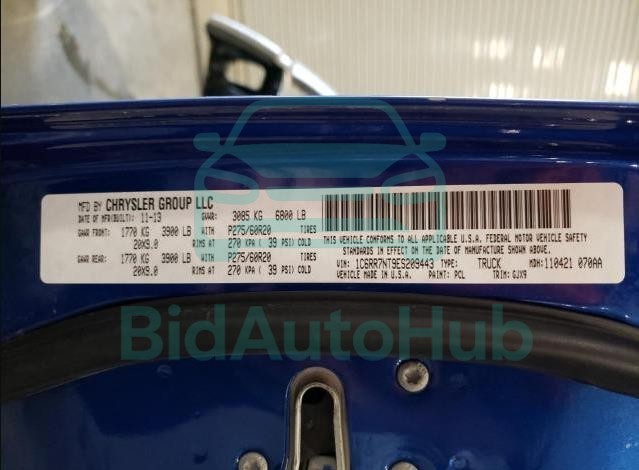 MFD BY CHRYSLER GROUP LLC
DATE OF MFR(BUILT): 11-13 GVWR: 3085 KG 6800 LB
GAWR FRONT: 1770 KG 3900 LB WITH P275/60R20 TIRES
20X9.0 RIMS AT 270 KPA ( 39 PSI) COLD
GAWR REAR: 1770 KG 3900 LB WITH P275/60R20 TIRES
20X9.0 RIMS AT 270 KPA ( 39 PSI) COLD
THIS VEHICLE CONFORMS TO ALL APPLICABLE U.S.A. FEDERAL MOTOR VEHICLE SAFETY
STANDARDS IN EFFECT ON THE DATE OF MANUFACTURE SHOWN ABOVE.
VIN: 1C6RR7NT9ES209443 TYPE: TRUCK MDH: 110421 070AA
VEHICLE MADE IN U.S.A. PAINT: PCL TRIM: GJX9
BidAutoHub